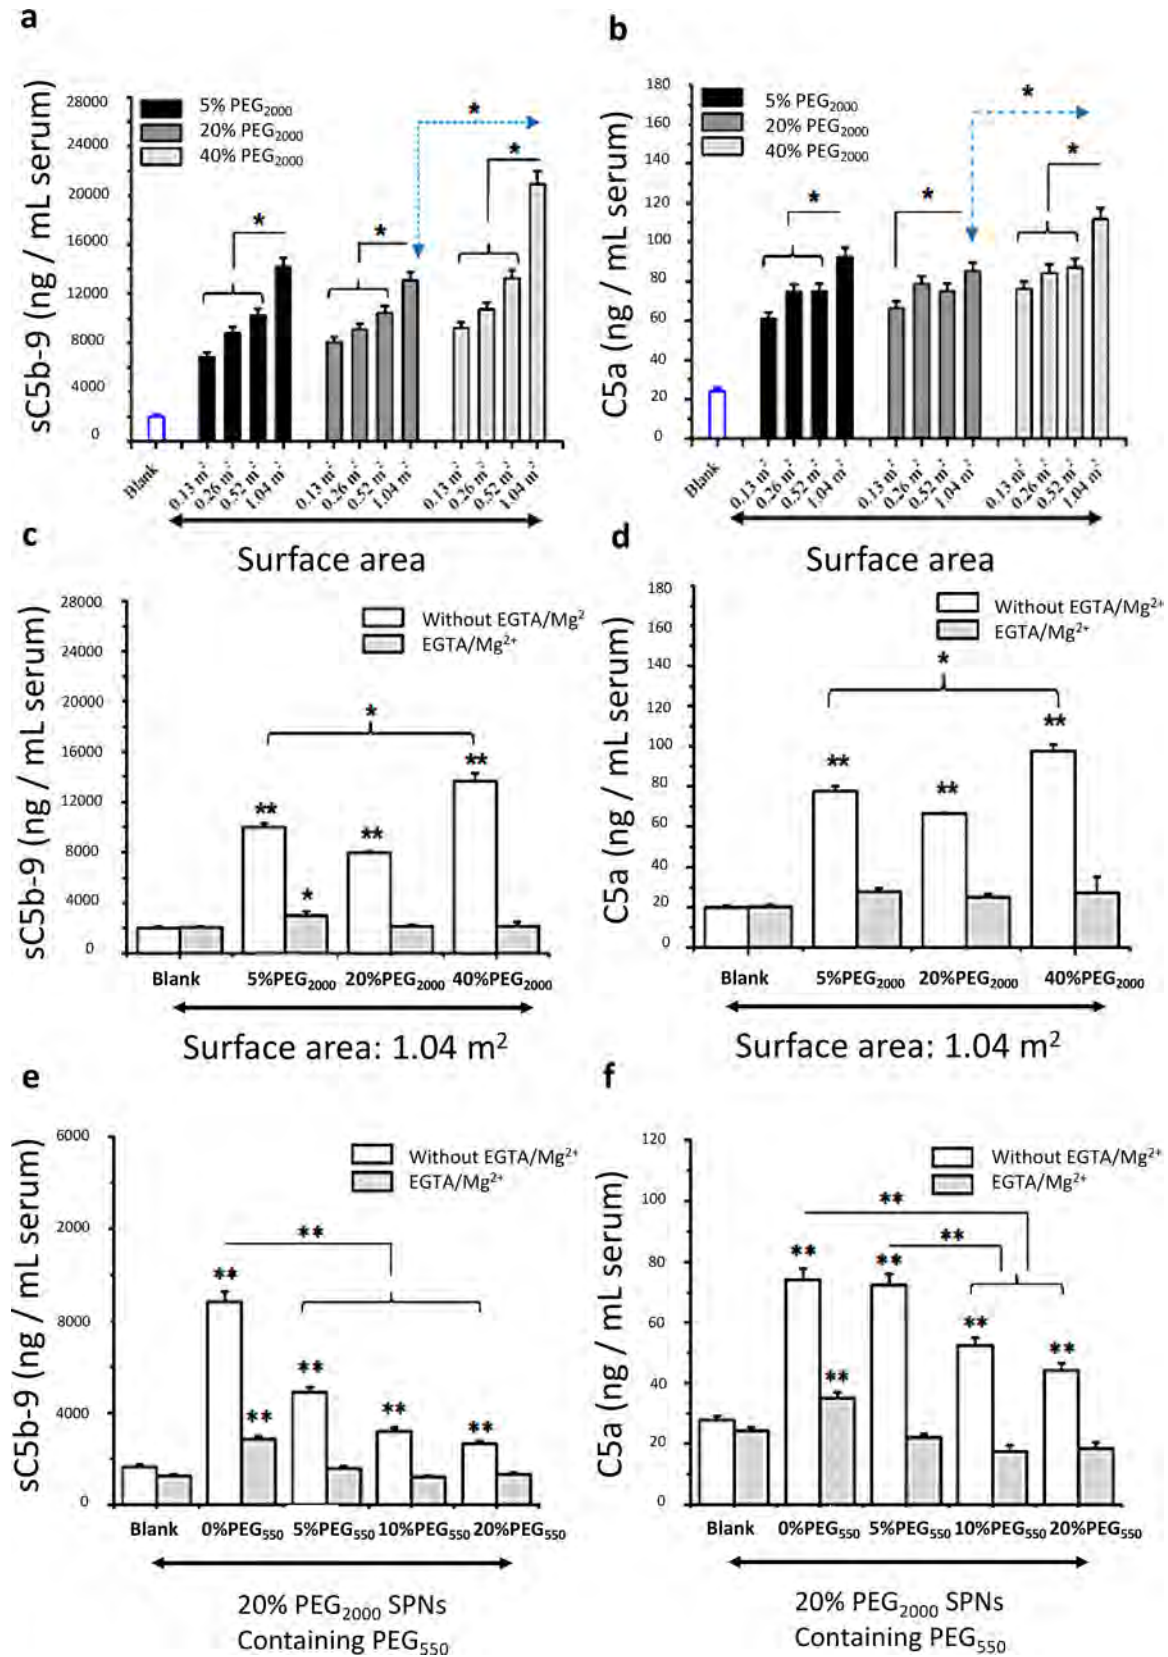 a
sC5b-9 (ng / mL serum)
28000
24000
20000
16000
12000
8000
4000
0
5% PEG2000
20% PEG2000
40% PEG2000
*
*
*
*
Blank
0.13 m2
0.26 m2
0.52 m2
1.04 m2
0.13 m2
0.26 m2
0.52 m2
1.04 m2
0.13 m2
0.26 m2
0.52 m2
1.04 m2
Surface area
b
C5a (ng / mL serum)
180
160
140
120
100
80
60
40
20
0
5% PEG2000
20% PEG2000
40% PEG2000
*
*
*
*
Blank
0.13 m2
0.26 m2
0.52 m2
1.04 m2
0.13 m2
0.26 m2
0.52 m2
1.04 m2
0.13 m2
0.26 m2
0.52 m2
1.04 m2
Surface area
c
sC5b-9 (ng / mL serum)
28000
24000
20000
16000
12000
8000
4000
0
Without EGTA/Mg2
EGTA/Mg2+
*
**
*
**
**
Blank
5%PEG2000
20%PEG2000
40%PEG2000
Surface area: 1.04 m2
d
C5a (ng / mL serum)
180
160
140
120
100
80
60
40
20
0
Without EGTA/Mg2+
EGTA/Mg2+
*
**
**
**
Blank
5%PEG2000
20%PEG2000
40%PEG2000
Surface area: 1.04 m2
e
sC5b-9 (ng / mL serum)
6000
2000
8000
4000
0
Without EGTA/Mg2+
EGTA/Mg2+
**
**
**
**
**
**
Blank
0%PEG550
5%PEG550
10%PEG550
20%PEG550
20% PEG2000 SPNs
Containing PEG550
f
C5a (ng / mL serum)
120
100
80
60
40
20
0
Without EGTA/Mg2+
EGTA/Mg2+
**
**
**
**
**
**
**
Blank
0%PEG550
5%PEG550
10%PEG550
20%PEG550
20% PEG2000 SPNs
Containing PEG550